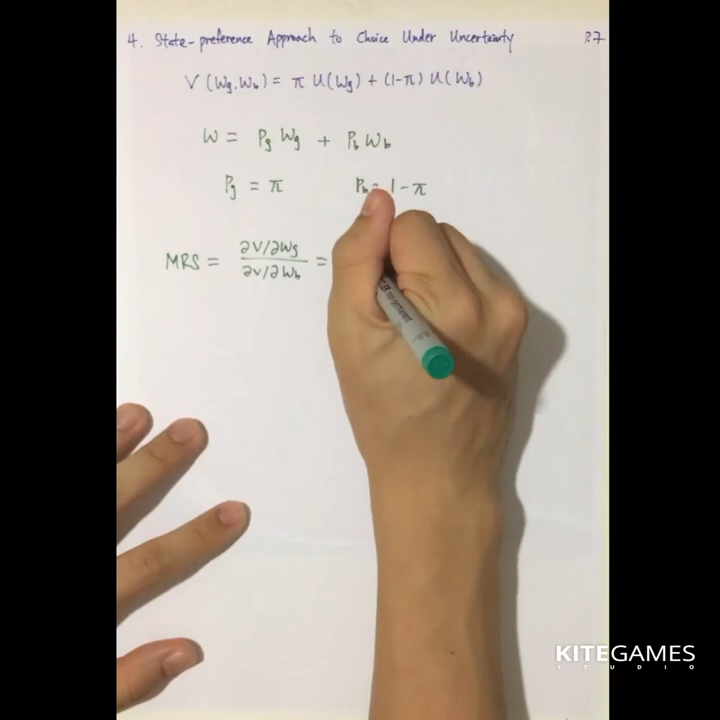 4. State-preference Approach to Choice Under Uncertainty
V(Wg, Wb) = π U(Wg) + (1-π) U(Wb)
W = Pg Wg + Pb Wb
Pg = π Pb = 1-π
MRS = ∂V/∂Wg / ∂V/∂Wb =
KITEGAMES
STUDIO